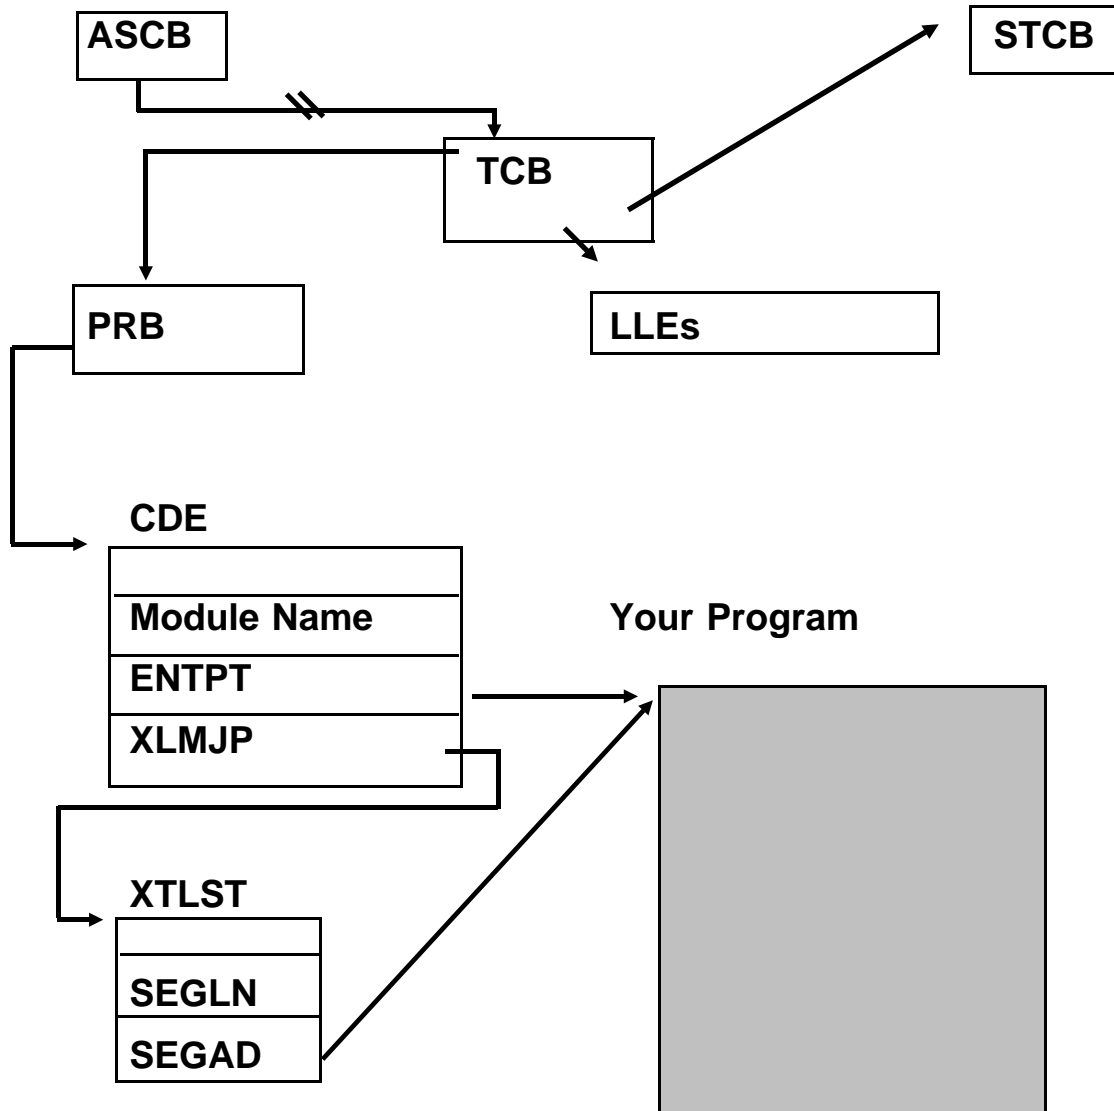 ASCB
STCB
TCB
PRB
LLEs
CDE
Module Name
Your Program
ENTPT
XLMJP
XTLST
SEGLN
SEGAD